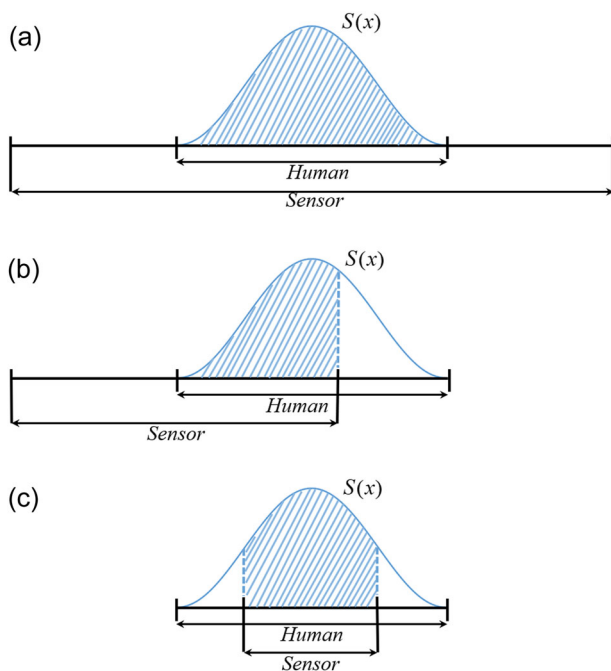 (a)
S(x)
Human
Sensor
(b)
S(x)
Human
Sensor
(c)
S(x)
Human
Sensor